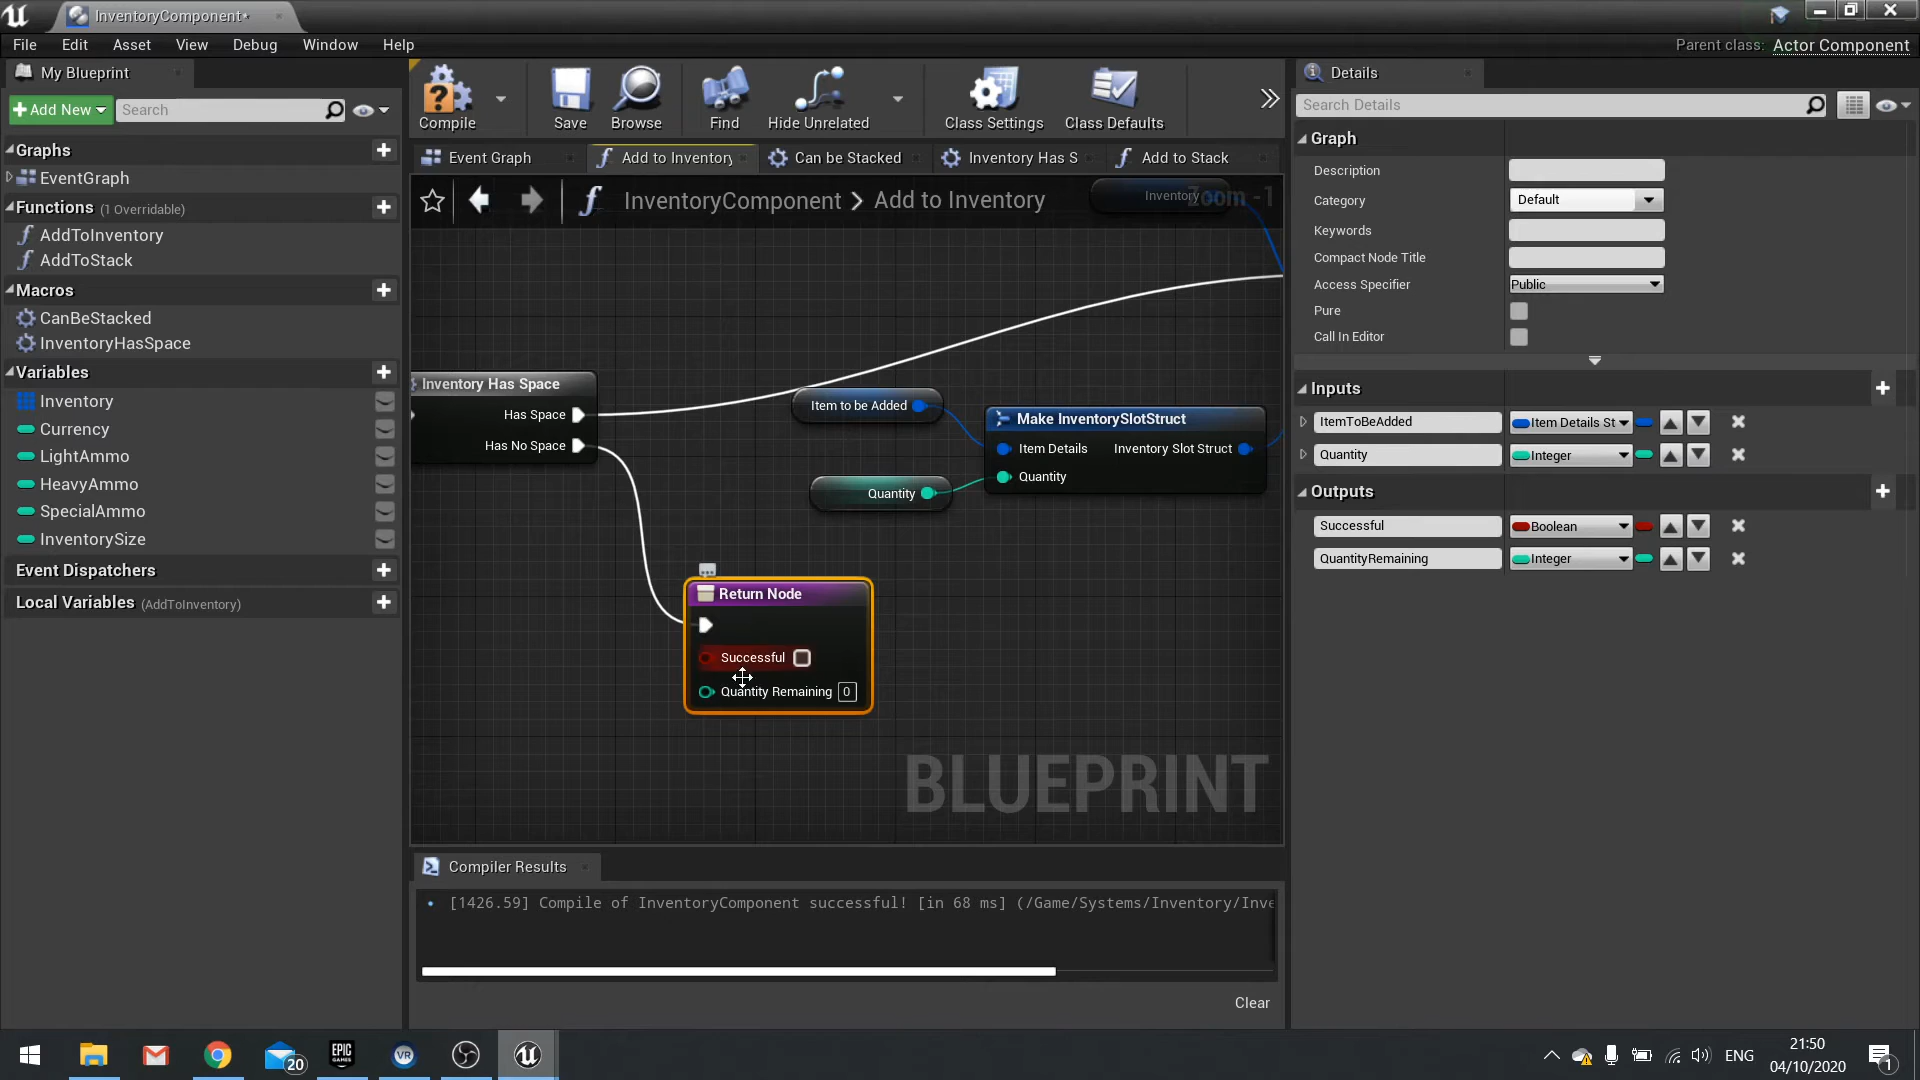 InventoryComponent*
File Edit Asset View Debug Window Help
Parent class: Actor Component
My Blueprint
Add New
Search
Graphs
EventGraph
Functions (1 Overridable)
AddToInventory
AddToStack
Macros
CanBeStacked
InventoryHasSpace
Variables
Inventory
Currency
LightAmmo
HeavyAmmo
SpecialAmmo
InventorySize
Event Dispatchers
Local Variables (AddToInventory)
Compile
Save
Browse
Find
Hide Unrelated
Class Settings
Class Defaults
Event Graph
Add to Inventory
Can be Stacked
Inventory Has S
Add to Stack
InventoryComponent > Add to Inventory
Inventory
Zoom -1
Inventory Has Space
Has Space
Has No Space
Item to be Added
Quantity
Make InventorySlotStruct
Item Details Inventory Slot Struct
Quantity
Return Node
Successful
Quantity Remaining 0
BLUEPRINT
Compiler Results
[1426.59] Compile of InventoryComponent successful! [in 68 ms] (/Game/Systems/Inventory/Inve
Clear
Details
Search Details
Graph
Description
Category Default
Keywords
Compact Node Title
Access Specifier Public
Pure
Call In Editor
Inputs
ItemToBeAdded Item Details St
Quantity Integer
Outputs
Successful Boolean
QuantityRemaining Integer
20
EPIC
GAMES
VR
ENG
21:50
04/10/2020
1